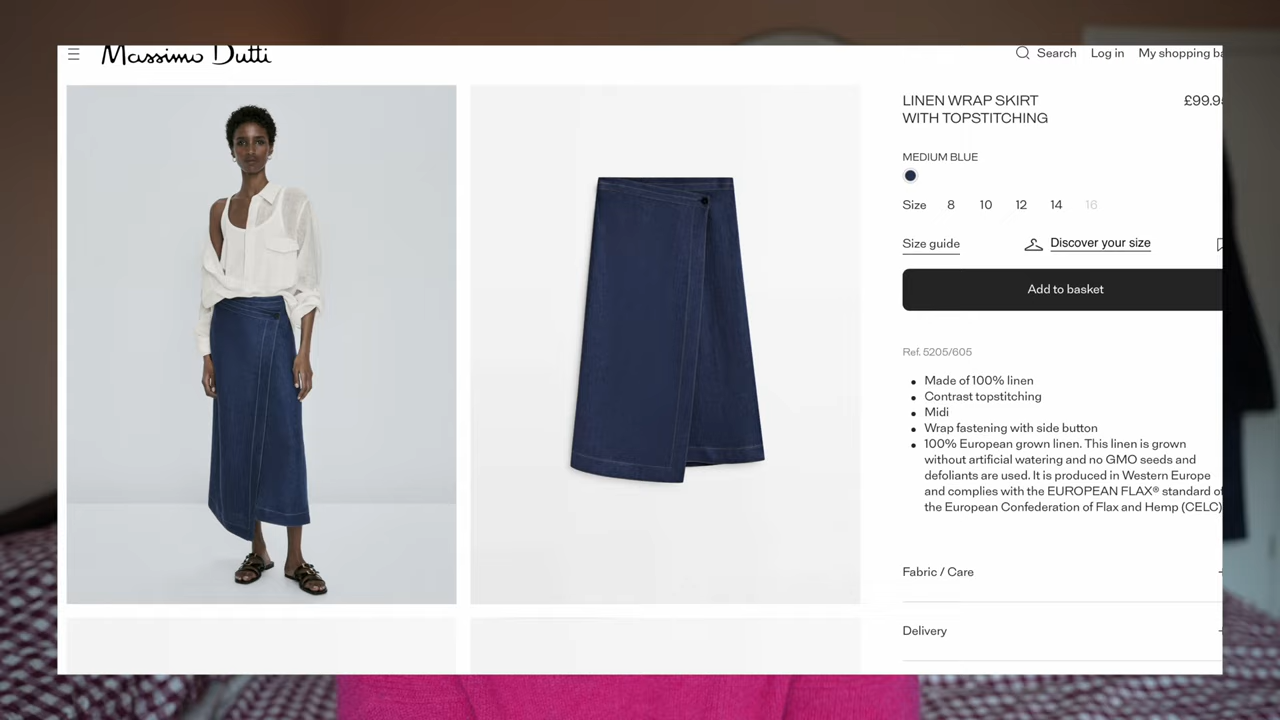 Massimo Dutti
Search Log in My shopping ba
LINEN WRAP SKIRT £99.95
WITH TOPSTITCHING
MEDIUM BLUE
Size 8 10 12 14 16
Size guide Discover your size
Add to basket
Ref. 5205/605
Made of 100% linen
Contrast topstitching
Midi
Wrap fastening with side button
100% European grown linen. This linen is grown
without artificial watering and no GMO seeds and
defoliants are used. It is produced in Western Europe
and complies with the EUROPEAN FLAX® standard of
the European Confederation of Flax and Hemp (CELC)
Fabric / Care
Delivery